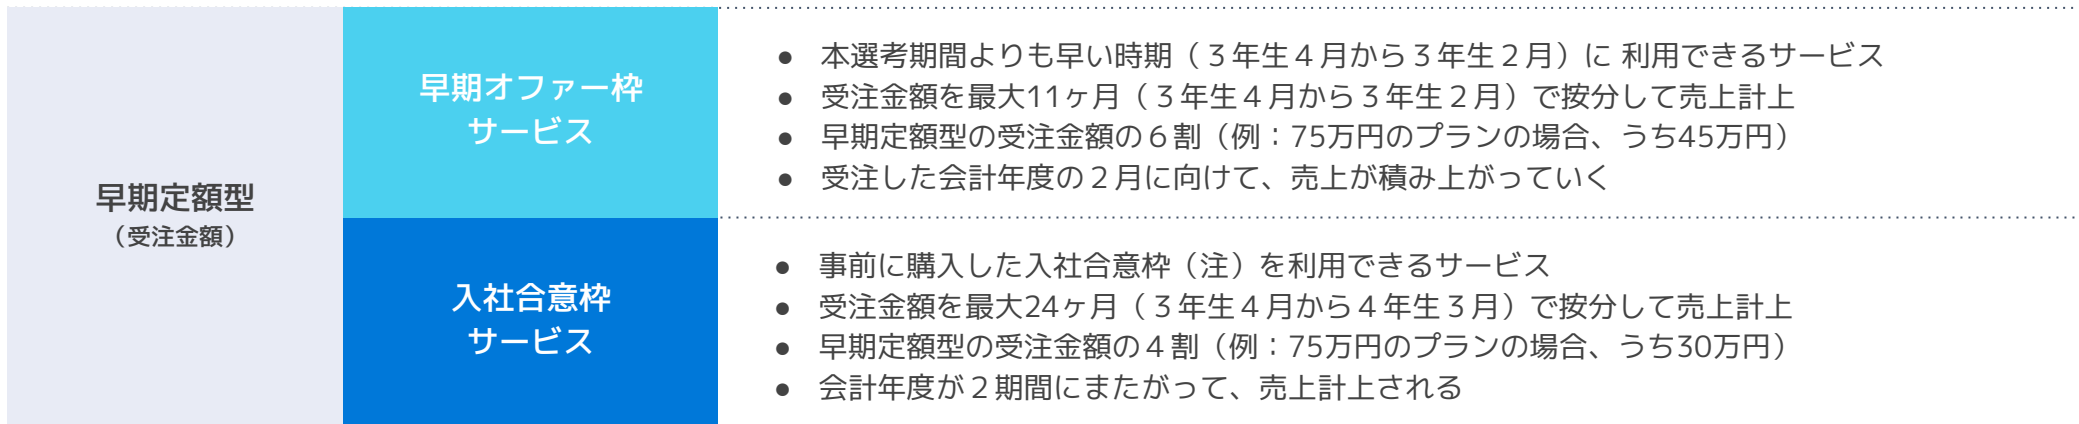 早期定額型
（受注金額）
早期オファー枠
サービス
● 本選考期間よりも早い時期（３年生４月から３年生２月）に 利用できるサービス
● 受注金額を最大11ヶ月（３年生４月から３年生２月）で按分して売上計上
● 早期定額型の受注金額の６割（例：75万円のプランの場合、うち45万円）
● 受注した会計年度の２月に向けて、売上が積み上がっていく
入社合意枠
サービス
● 事前に購入した入社合意枠（注）を利用できるサービス
● 受注金額を最大24ヶ月（３年生４月から４年生３月）で按分して売上計上
● 早期定額型の受注金額の４割（例：75万円のプランの場合、うち30万円）
● 会計年度が２期間にまたがって、売上計上される